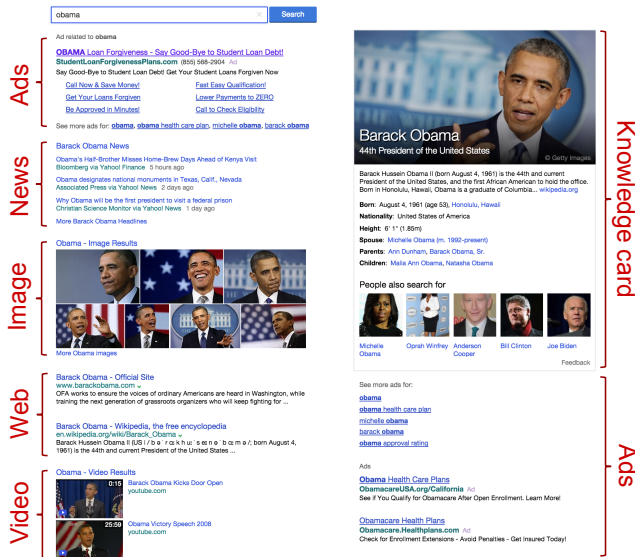 obama
Search
Ads
Ad related to obama
OBAMA Loan Forgiveness - Say Good-Bye to Student Loan Debt!
StudentLoanForgivenessPlans.com (855) 568-2904 Ad
Say Good-Bye to Student Loan Debt! Get Your Student Loans Forgiven Now
Call Now & Save Money! Fast Easy Qualification!
Get Your Loans Forgiven Lower Payments to ZERO
Be Approved in Minutes! Call to Check Eligibility
See more ads for: obama, obama health care plan, michelle obama, barack obama
News
Barack Obama News
Obama's Half-Brother Misses Home-Brew Days Ahead of Kenya Visit
Bloomberg via Yahoo! Finance 5 hours ago
Obama designates national monuments in Texas, Calif., Nevada
Associated Press via Yahoo! News 2 days ago
Why Obama will be the first president to visit a federal prison
Christian Science Monitor via Yahoo! News 1 day ago
More Barack Obama Headlines
Image
Obama - Image Results
More Obama images
Web
Barack Obama - Official Site
www.barackobama.com
OFA works to ensure the voices of ordinary Americans are heard in Washington, while
training the next generation of grassroots organizers who will keep fighting for ...
Barack Obama - Wikipedia, the free encyclopedia
en.wikipedia.org/wiki/Barack_Obama
Barack Hussein Obama II (US
born August 4,
1961) is the 44th and current President of the United States ...
Video
Obama - Video Results
0:15
Barack Obama Kicks Door Open
youtube.com
25:59
Obama Victory Speech 2008
youtube.com
Knowledge card
Barack Obama
44th President of the United States
© Getty Images
Barack Hussein Obama II (born August 4, 1961) is the 44th and current
President of the United States, and the first African American to hold the office.
Born in Honolulu, Hawaii, Obama is a graduate of Columbia... wikipedia.org
Born: August 4, 1961 (age 53), Honolulu, Hawaii
Nationality: United States of America
Height: 6' 1" (1.85m)
Spouse: Michelle Obama (m. 1992-present)
Parents: Ann Dunham, Barack Obama, Sr.
Children: Malia Ann Obama, Natasha Obama
People also search for
Michelle Obama
Oprah Winfrey
Anderson Cooper
Bill Clinton
Joe Biden
Feedback
Ads
See more ads for:
obama
obama health care plan
michelle obama
barack obama
obama approval rating
Ads
Obama Health Care Plans
ObamacareUSA.org/California Ad
See if You Qualify for Obamacare After Open Enrollment. Learn More!
Obamacare Health Plans
Obamacare.Healthplans.com Ad
Check for Enrollment Extensions - Avoid Penalties - Get Insured Today!